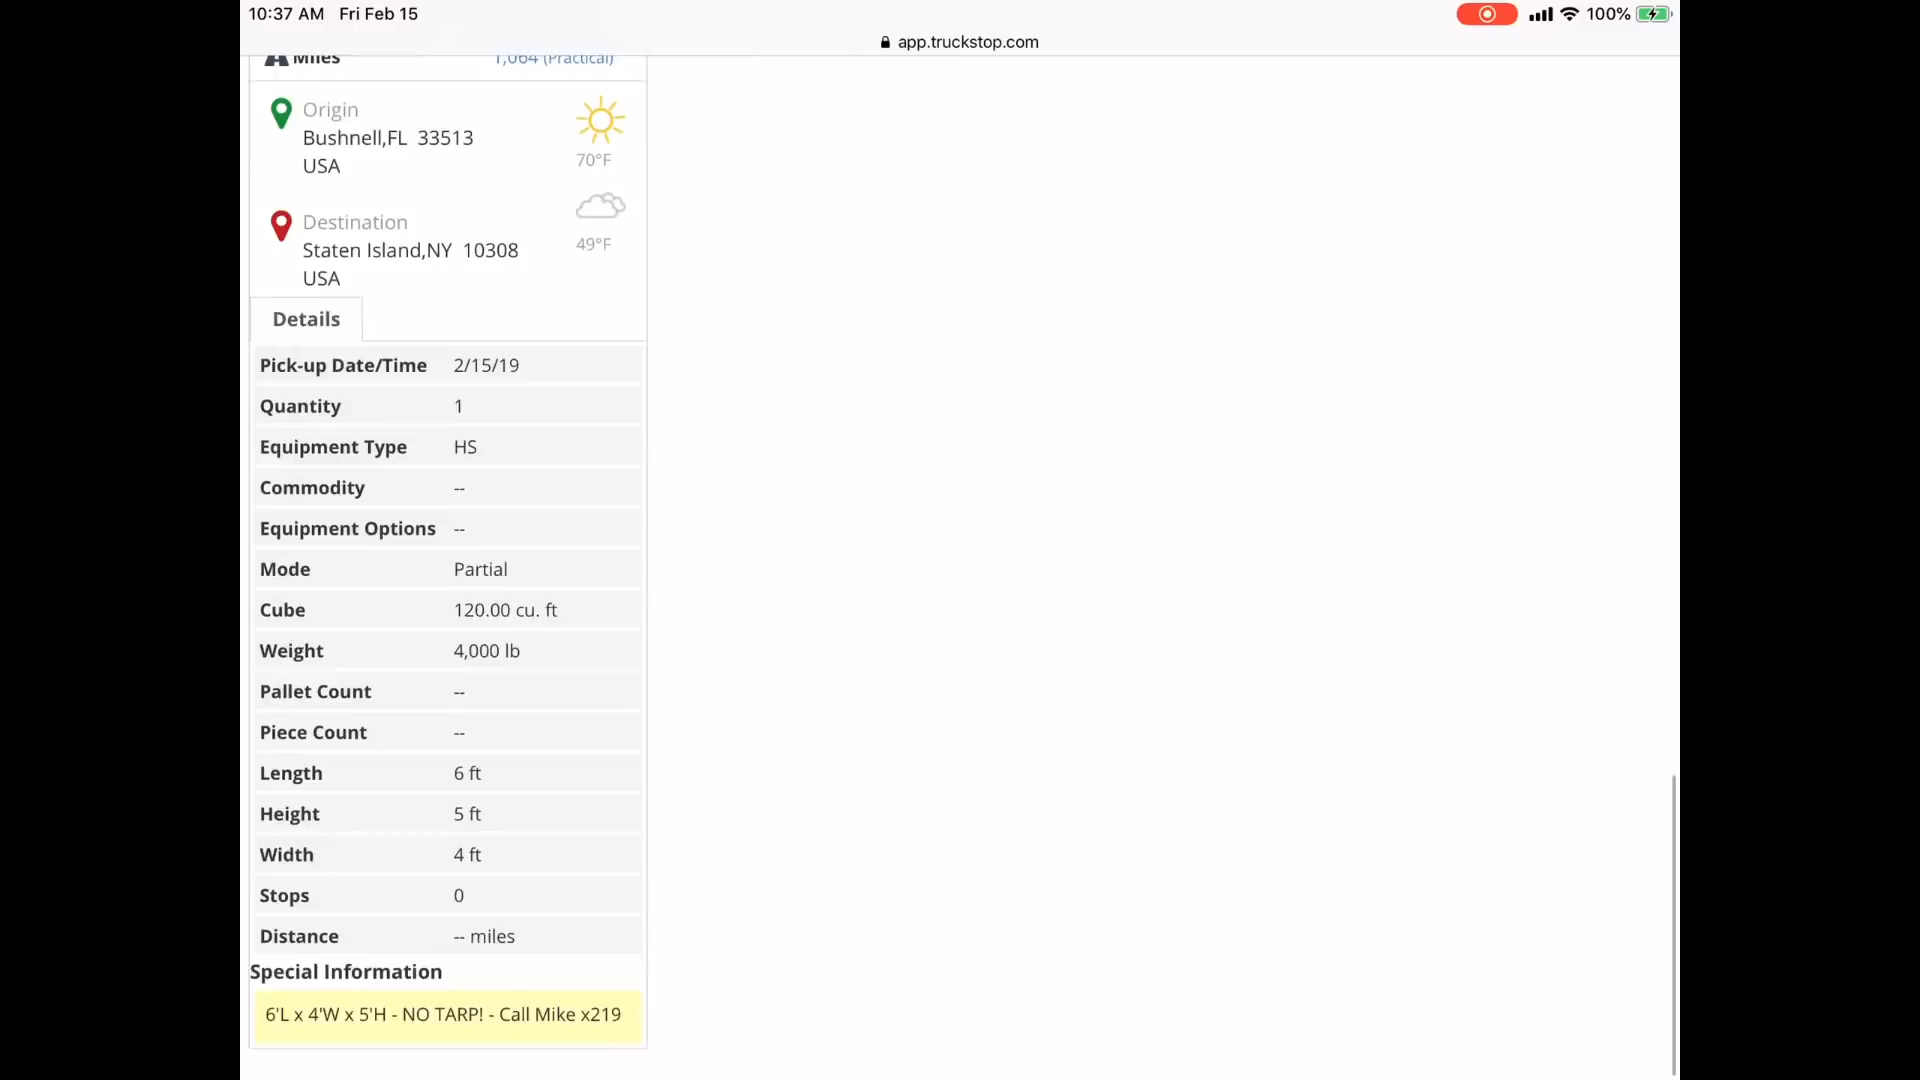 10:37 AM Fri Feb 15
100%
app.truckstop.com
Miles 1,064 (Practical)
Origin
Bushnell,FL 33513
USA
70°F
Destination
Staten Island,NY 10308
USA
49°F
Details
Pick-up Date/Time 2/15/19
Quantity 1
Equipment Type HS
Commodity --
Equipment Options --
Mode Partial
Cube 120.00 cu. ft
Weight 4,000 lb
Pallet Count --
Piece Count --
Length 6 ft
Height 5 ft
Width 4 ft
Stops 0
Distance -- miles
Special Information
6'L x 4'W x 5'H - NO TARP! - Call Mike x219